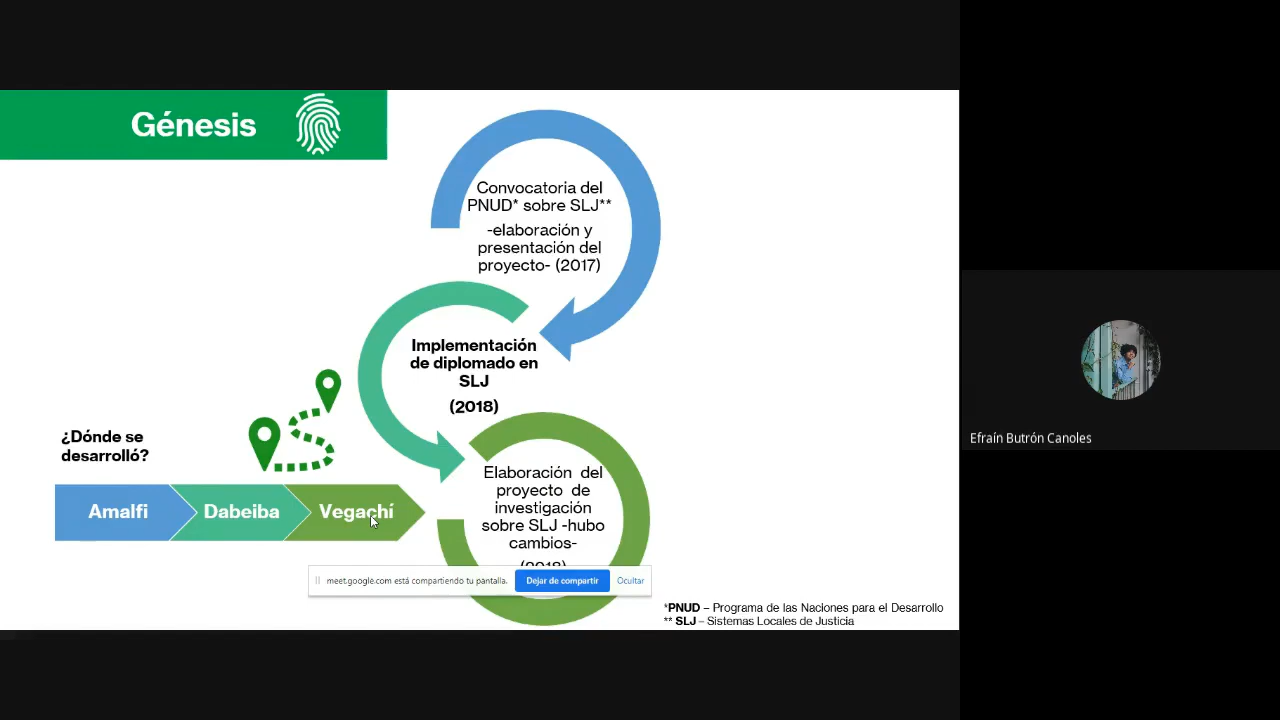 Génesis
Convocatoria del
PNUD* sobre SLJ**
-elaboración y
presentación del
proyecto- (2017)
Implementación
de diplomado en
SLJ
(2018)
¿Dónde se
desarrolló?
Amalfi
Dabeiba
Vegachí
Elaboración del
proyecto de
investigación
sobre SLJ -hubo
cambios-
(2018)
meet.google.com está compartiendo tu pantalla.
Dejar de compartir
Ocultar
*PNUD – Programa de las Naciones para el Desarrollo
** SLJ – Sistemas Locales de Justicia
Efraín Butrón Canoles